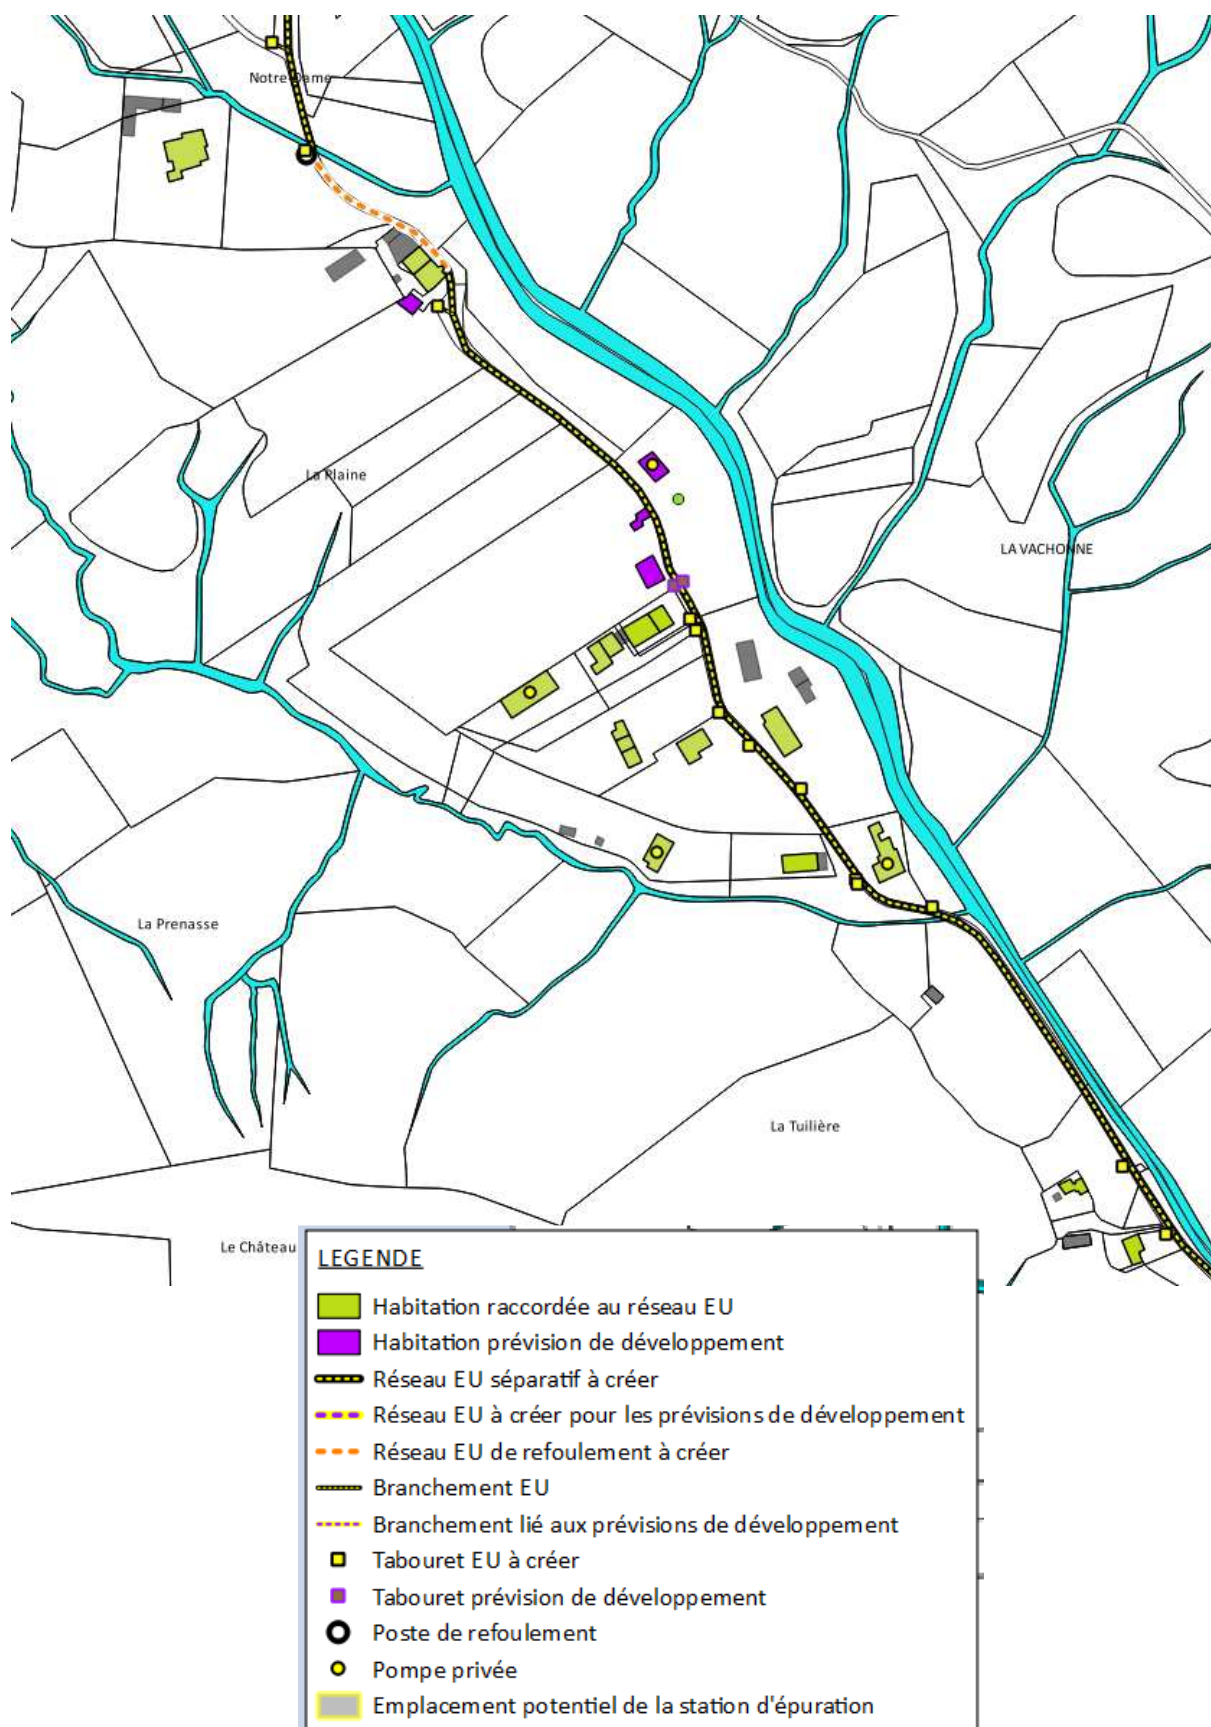 Notre Dame
La Plaine
LA VACHONNE
La Prenasse
La Tuilière
Le Château
LEGENDE
Habitation raccordée au réseau EU
Habitation prévision de développement
Réseau EU séparatif à créer
Réseau EU à créer pour les prévisions de développement
Réseau EU de refoulement à créer
Branchement EU
Branchement lié aux prévisions de développement
Tabouret EU à créer
Tabouret prévision de développement
Poste de refoulement
Pompe privée
Emplacement potentiel de la station d'épuration